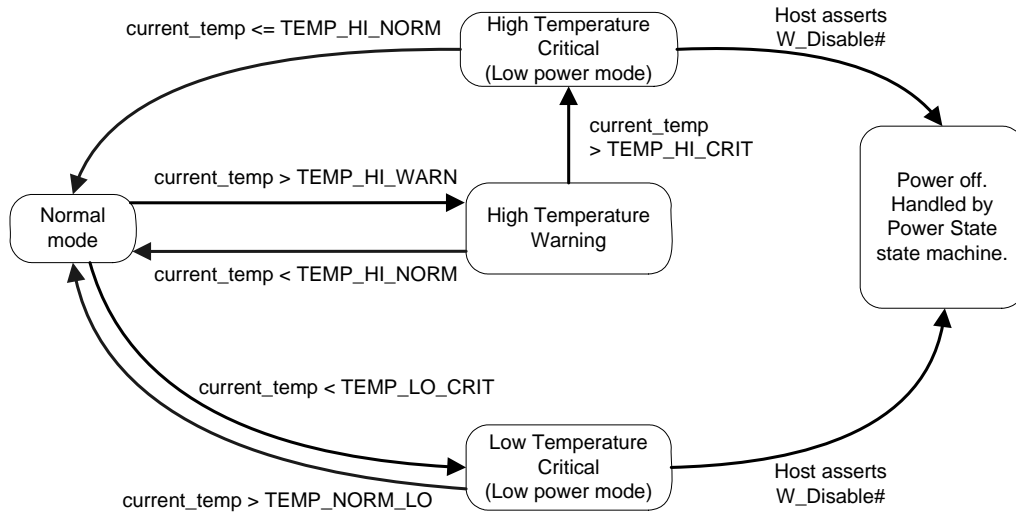 current_temp <= TEMP_HI_NORM
High Temperature
Critical
(Low power mode)
Host asserts
W_Disable#
current_temp
> TEMP_HI_CRIT
current_temp > TEMP_HI_WARN
Normal
mode
High Temperature
Warning
Power off.
Handled by
Power State
state machine.
current_temp < TEMP_HI_NORM
current_temp < TEMP_LO_CRIT
Low Temperature
Critical
(Low power mode)
current_temp > TEMP_NORM_LO
Host asserts
W_Disable#